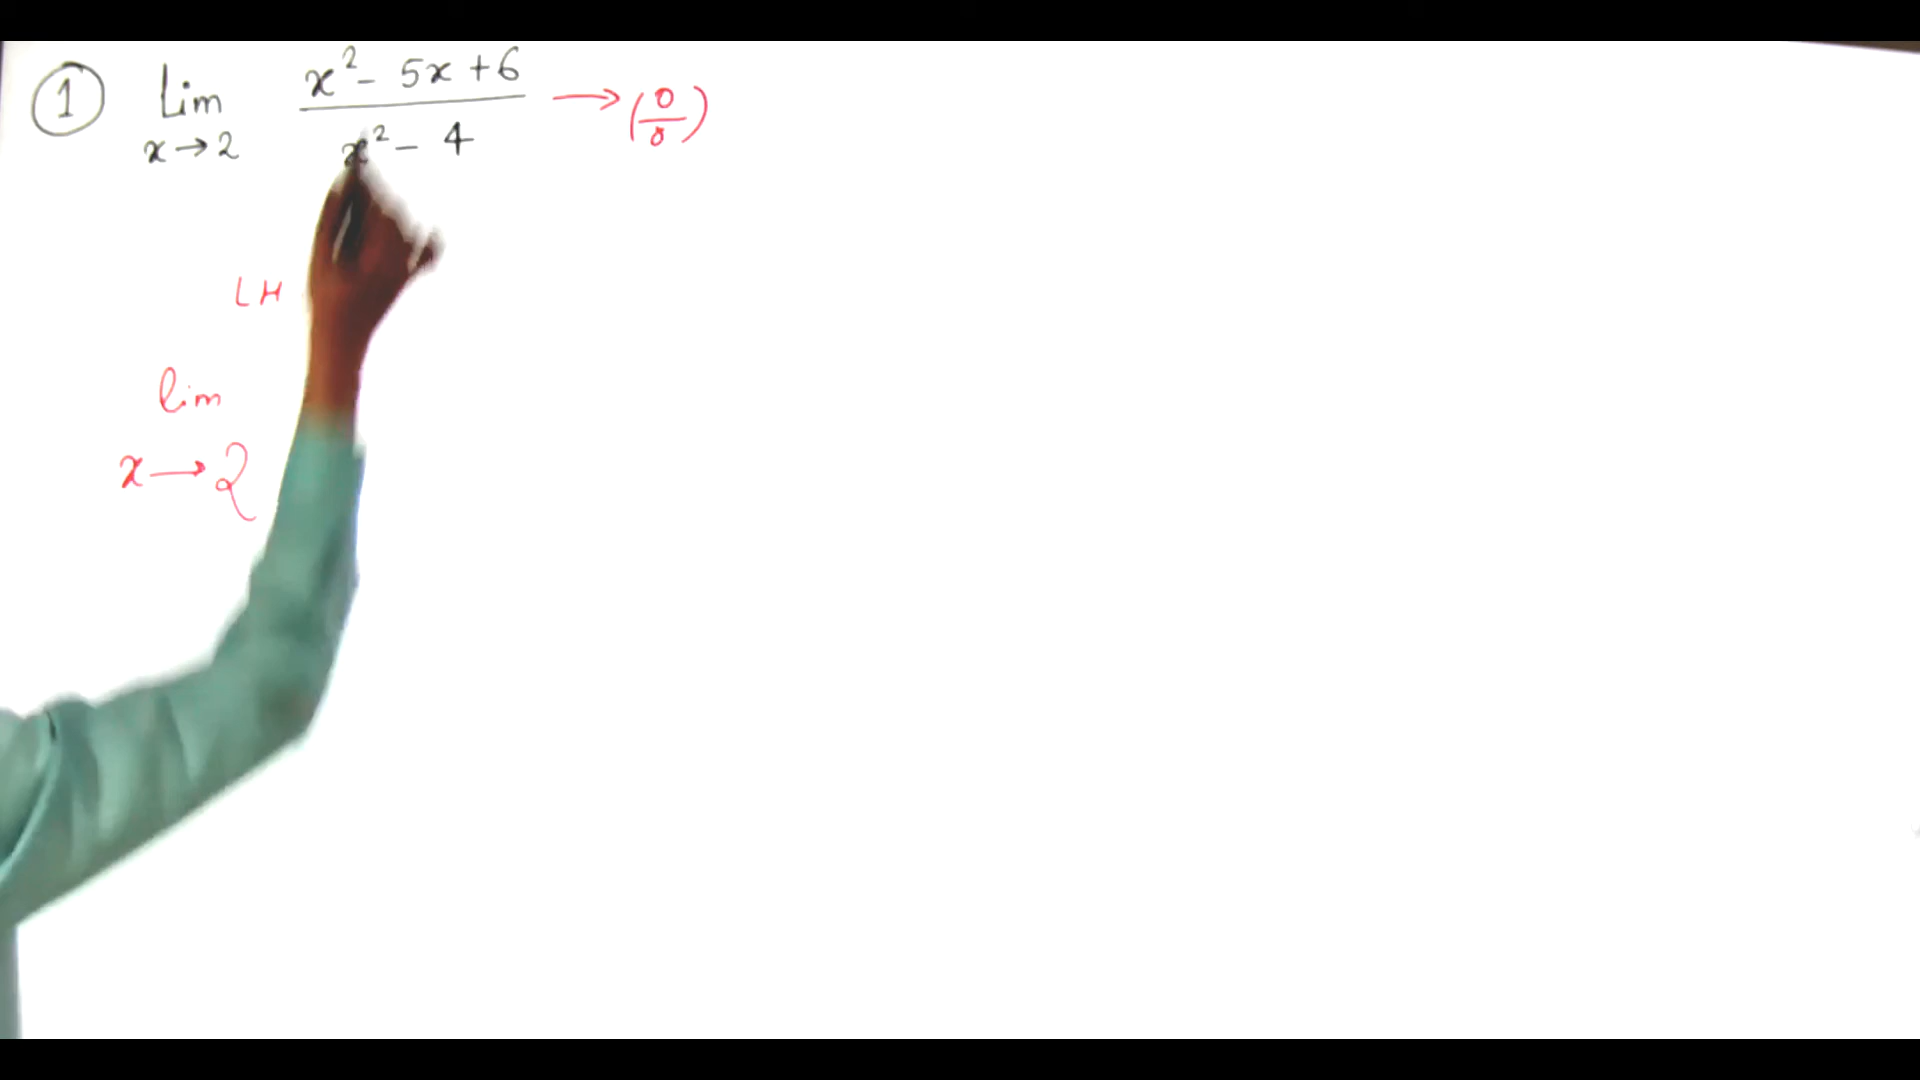 1 Lim x→2 x² - 5x + 6 / x² - 4 → (0/0)
LH
lim
x → 2